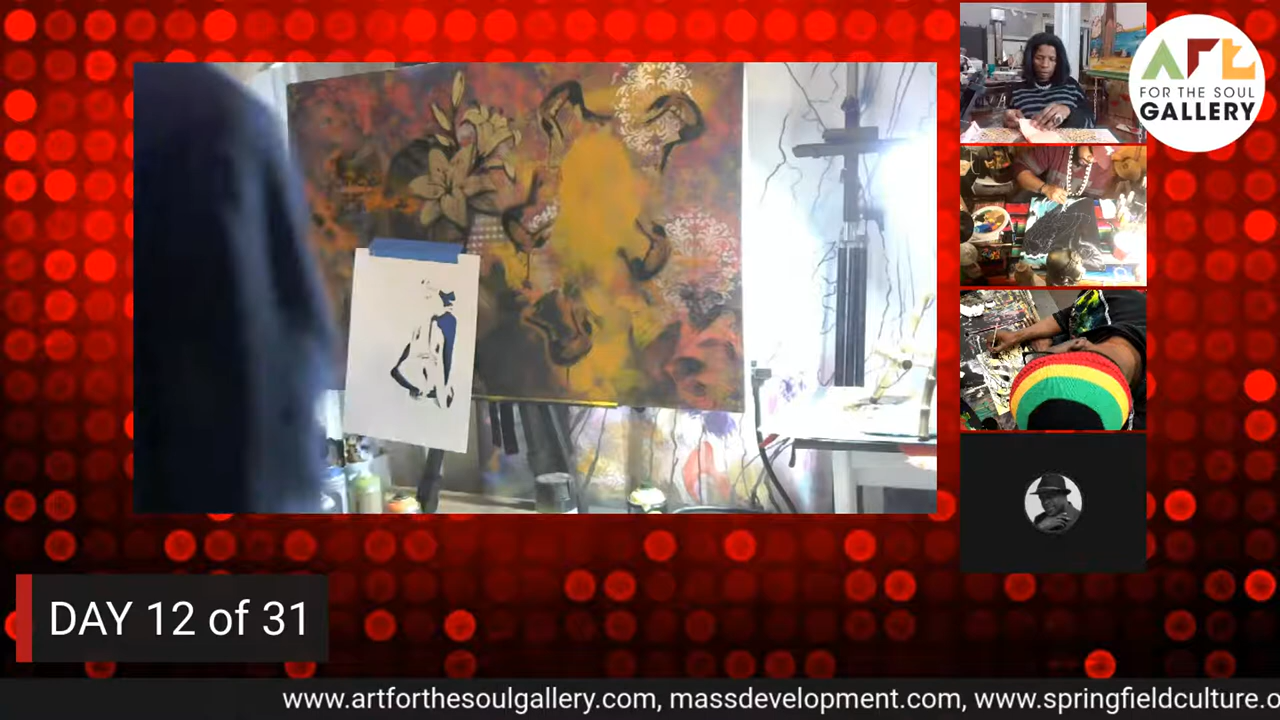 Art
FOR THE SOUL
GALLERY
DAY 12 of 31
www.artforthesoulgallery.com, massdevelopment.com, www.springfieldculture.o